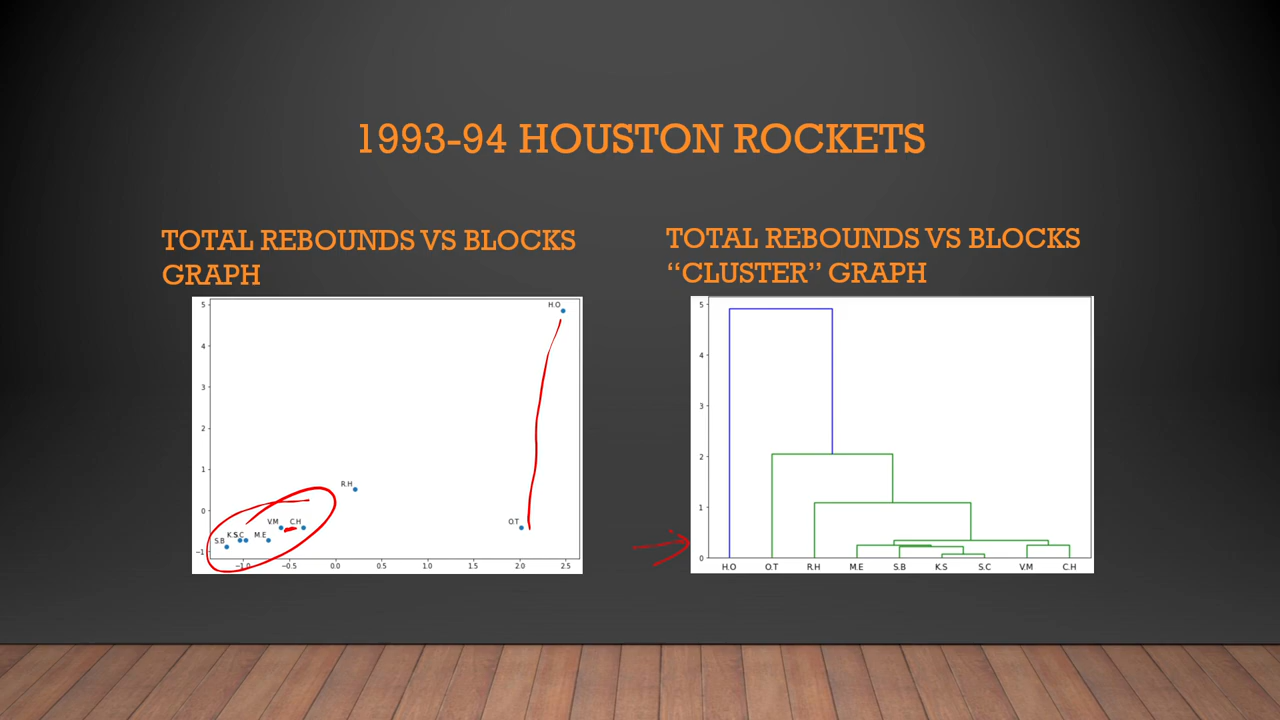 1993-94 HOUSTON ROCKETS
TOTAL REBOUNDS VS BLOCKS
GRAPH
5
4
3
2
1
0
−1
H.O
R.H
O.T
V.M C.H
K.S S.C M.E
S.B
−1.0 −0.5 0.0 0.5 1.0 1.5 2.0 2.5
TOTAL REBOUNDS VS BLOCKS
“CLUSTER” GRAPH
5
4
3
2
1
0
H.O O.T R.H M.E S.B K.S S.C V.M C.H